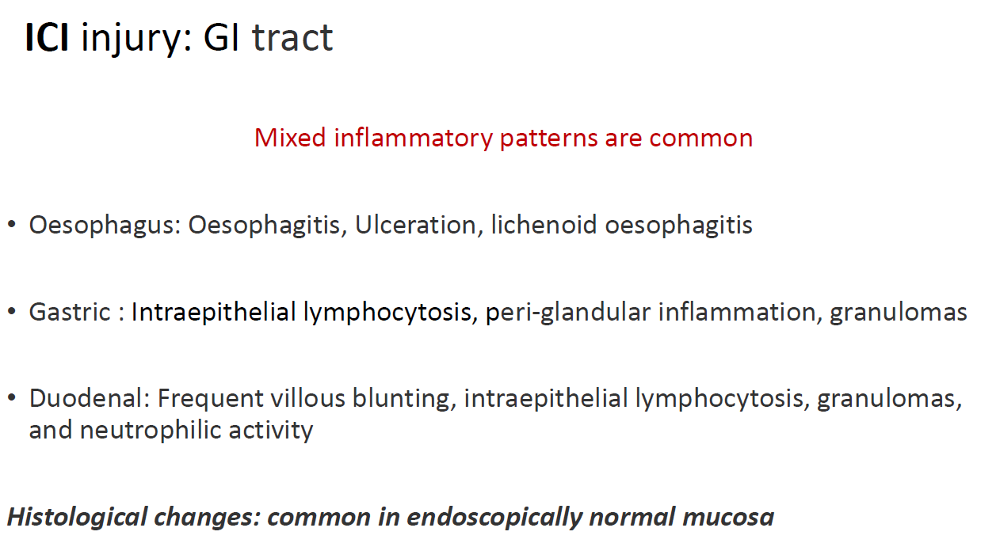 ICI injury: GI tract
Mixed inflammatory patterns are common
• Oesophagus: Oesophagitis, Ulceration, lichenoid oesophagitis
• Gastric : Intraepithelial lymphocytosis, peri-glandular inflammation, granulomas
• Duodenal: Frequent villous blunting, intraepithelial lymphocytosis, granulomas,
and neutrophilic activity
Histological changes: common in endoscopically normal mucosa